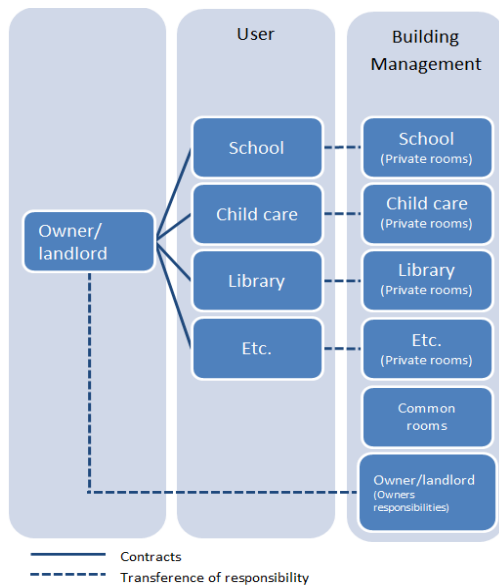 User
Building
Management
School
School
(Private rooms)
Child care
Child care
(Private rooms)
Owner/
landlord
Library
Library
(Private rooms)
Etc.
Etc.
(Private rooms)
Common
rooms
Owner/landlord
(Owners
responsibilities)
Contracts
Transference of responsibility